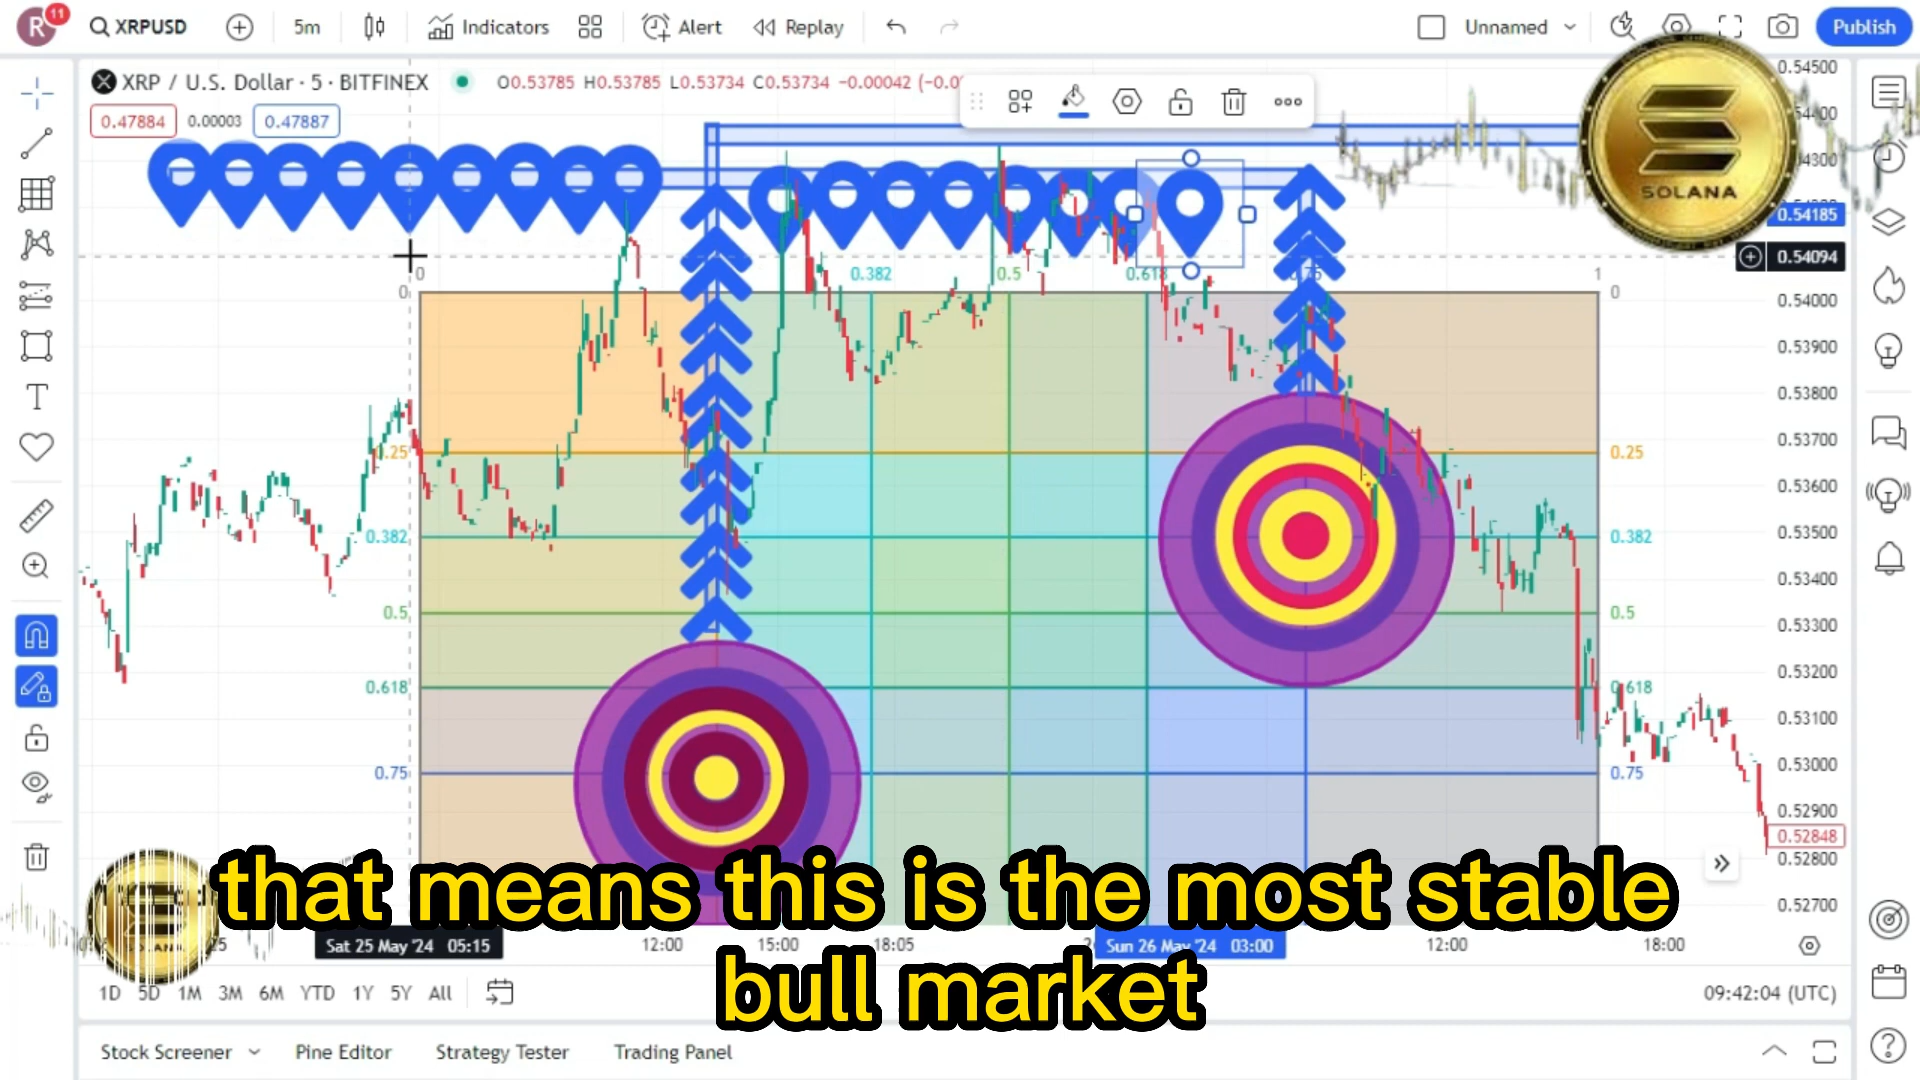 R 11 XRPUSD 5m Indicators Alert Replay Unnamed Publish
XRP / U.S. Dollar · 5 · BITFINEX O0.53785 H0.53785 L0.53734 C0.53734 −0.00042
0.47884 0.00003 0.47887
SOLANA
0.54500
0.54185
0.54094
0 0.382 0.5 0.618 0.75 1
0 0
0.54000
0.53900
0.53800
0.53700
0.25 0.25
0.53600
0.53500
0.382 0.382
0.53400
0.5 0.5
0.53300
0.53200
0.618 0.618
0.53100
0.75 0.75
0.53000
0.52900
0.52848
0.52800
0.52700
that means this is the most stable
bull market
Sat 25 May '24 05:15 12:00 15:00 18:05 Sun 26 May '24 03:00 12:00 18:00
1D 5D 1M 3M 6M YTD 1Y 5Y All 09:42:04 (UTC)
Stock Screener Pine Editor Strategy Tester Trading Panel